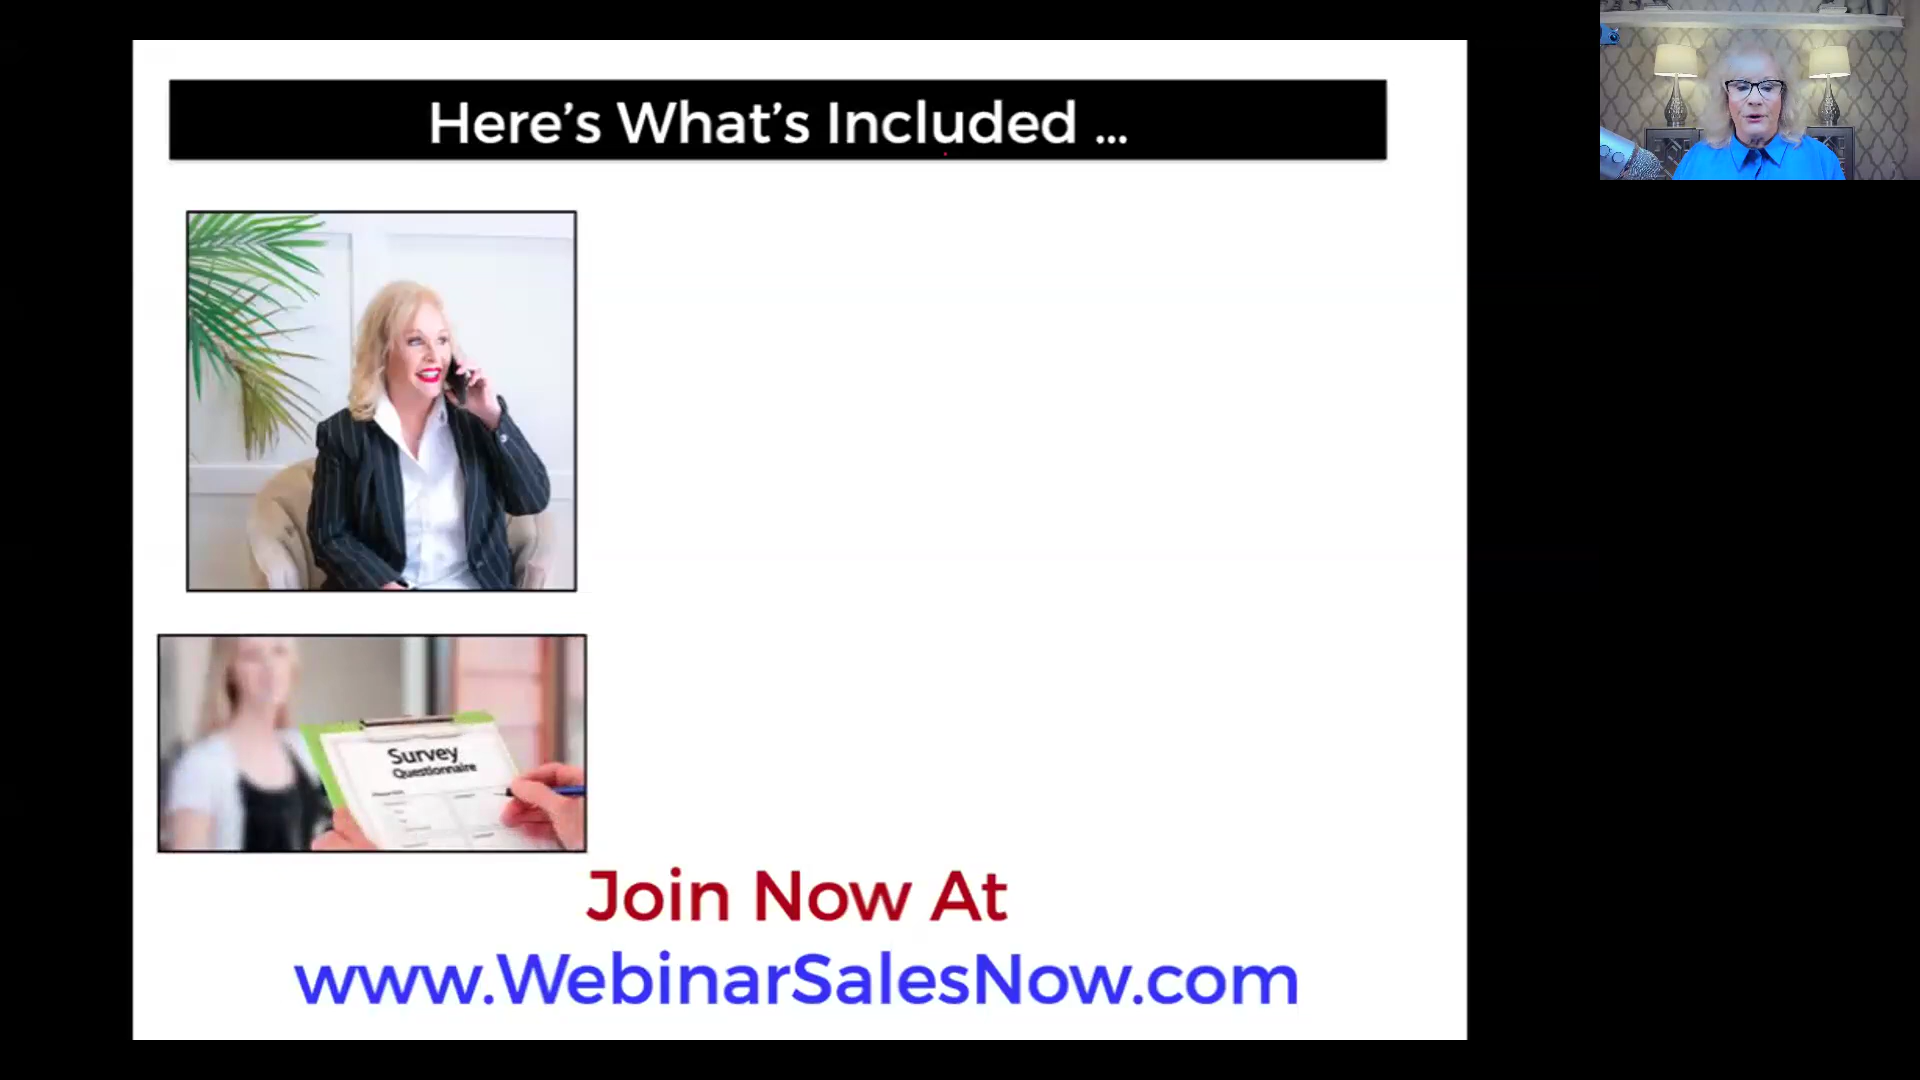 Here’s What’s Included ...
Survey
Questionnaire
Join Now At
www.WebinarSalesNow.com